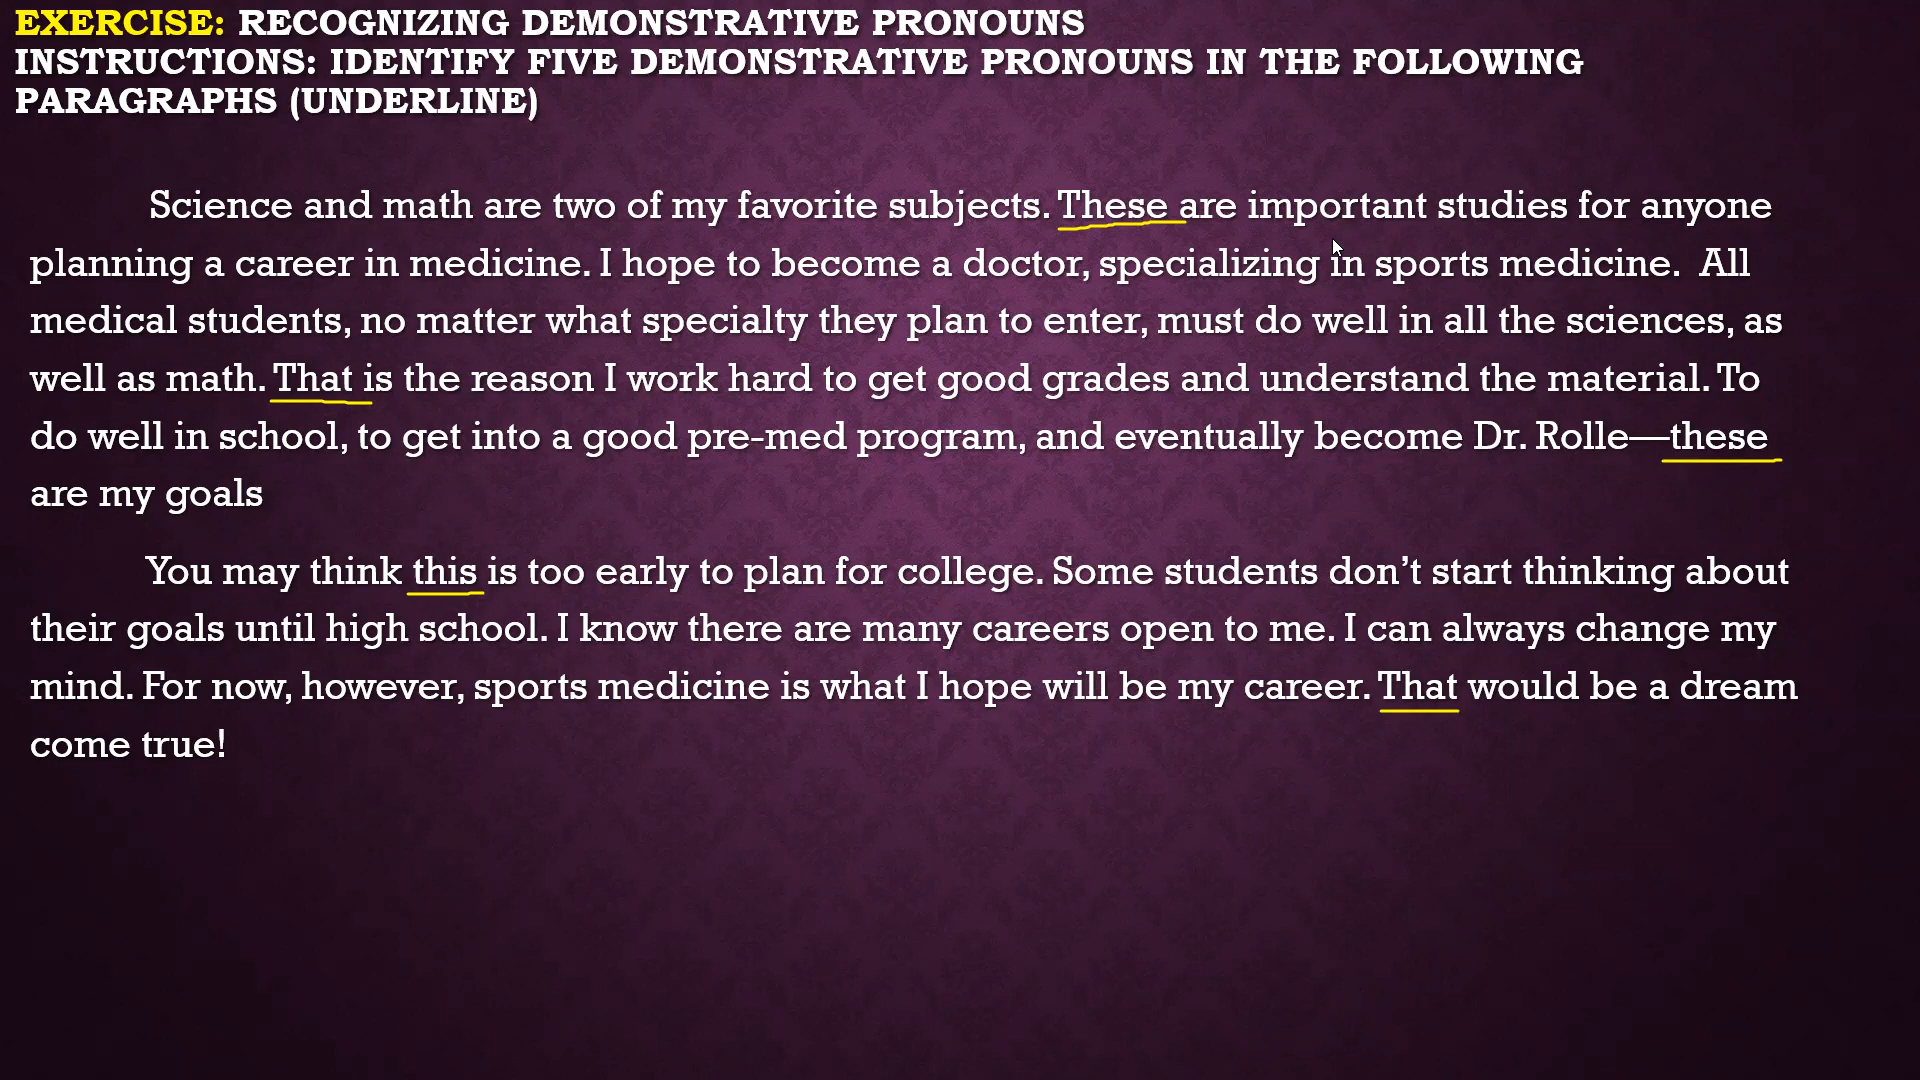 EXERCISE: RECOGNIZING DEMONSTRATIVE PRONOUNS
INSTRUCTIONS: IDENTIFY FIVE DEMONSTRATIVE PRONOUNS IN THE FOLLOWING
PARAGRAPHS (UNDERLINE)
Science and math are two of my favorite subjects. These are important studies for anyone
planning a career in medicine. I hope to become a doctor, specializing in sports medicine.  All
medical students, no matter what specialty they plan to enter, must do well in all the sciences, as
well as math. That is the reason I work hard to get good grades and understand the material. To
do well in school, to get into a good pre-med program, and eventually become Dr. Rolle—these
are my goals
You may think this is too early to plan for college. Some students don’t start thinking about
their goals until high school. I know there are many careers open to me. I can always change my
mind. For now, however, sports medicine is what I hope will be my career. That would be a dream
come true!